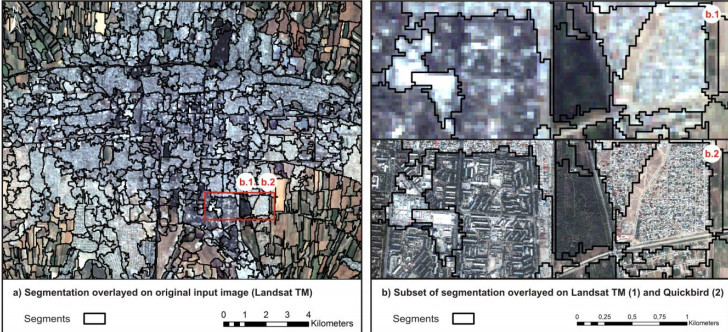 b.1
b.1 b.2
b.2
a) Segmentation overlayed on original input image (Landsat TM)
Segments
0 1 2 3 4
Kilometers
b) Subset of segmentation overlayed on Landsat TM (1) and Quickbird (2)
Segments
0 0,25 0,5 0,75 1
Kilometers